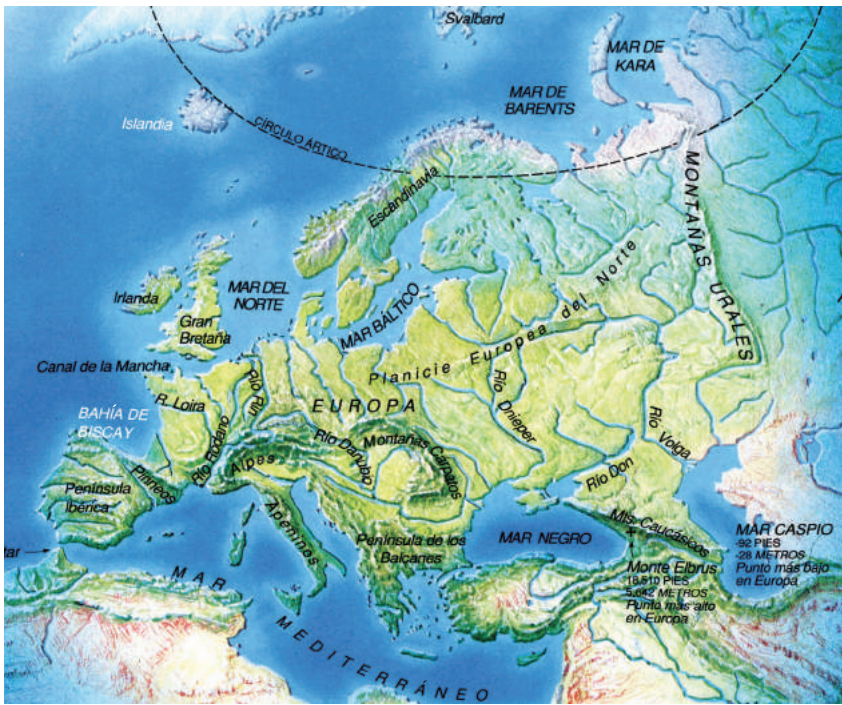 Svalbard
MAR DE
KARA
MAR DE
BARENTS
Islandia
CÍRCULO ÁRTICO
MONTAÑAS URALES
Escandinavia
Irlanda
MAR DEL
NORTE
Gran
Bretaña
MAR BÁLTICO
Planicie Europea del Norte
Canal de la Mancha
R. Loira
Río Rin
EUROPA
Río Dnieper
BAHÍA DE
BISCAY
Río Ródano
Río Danubio
Montañas Cárpatos
Río Volga
Alpes
Pirineos
Río Don
Península
Ibérica
Apeninos
Península de los
Balcanes
MAR NEGRO
Mts. Caucásicos
MAR CASPIO
-92 PIES
-28 METROS
Punto más bajo
en Europa
tar
Monte Elbrus
18,510 PIES
5,642 METROS
Punto más alto
en Europa
MAR MEDITERRÁNEO